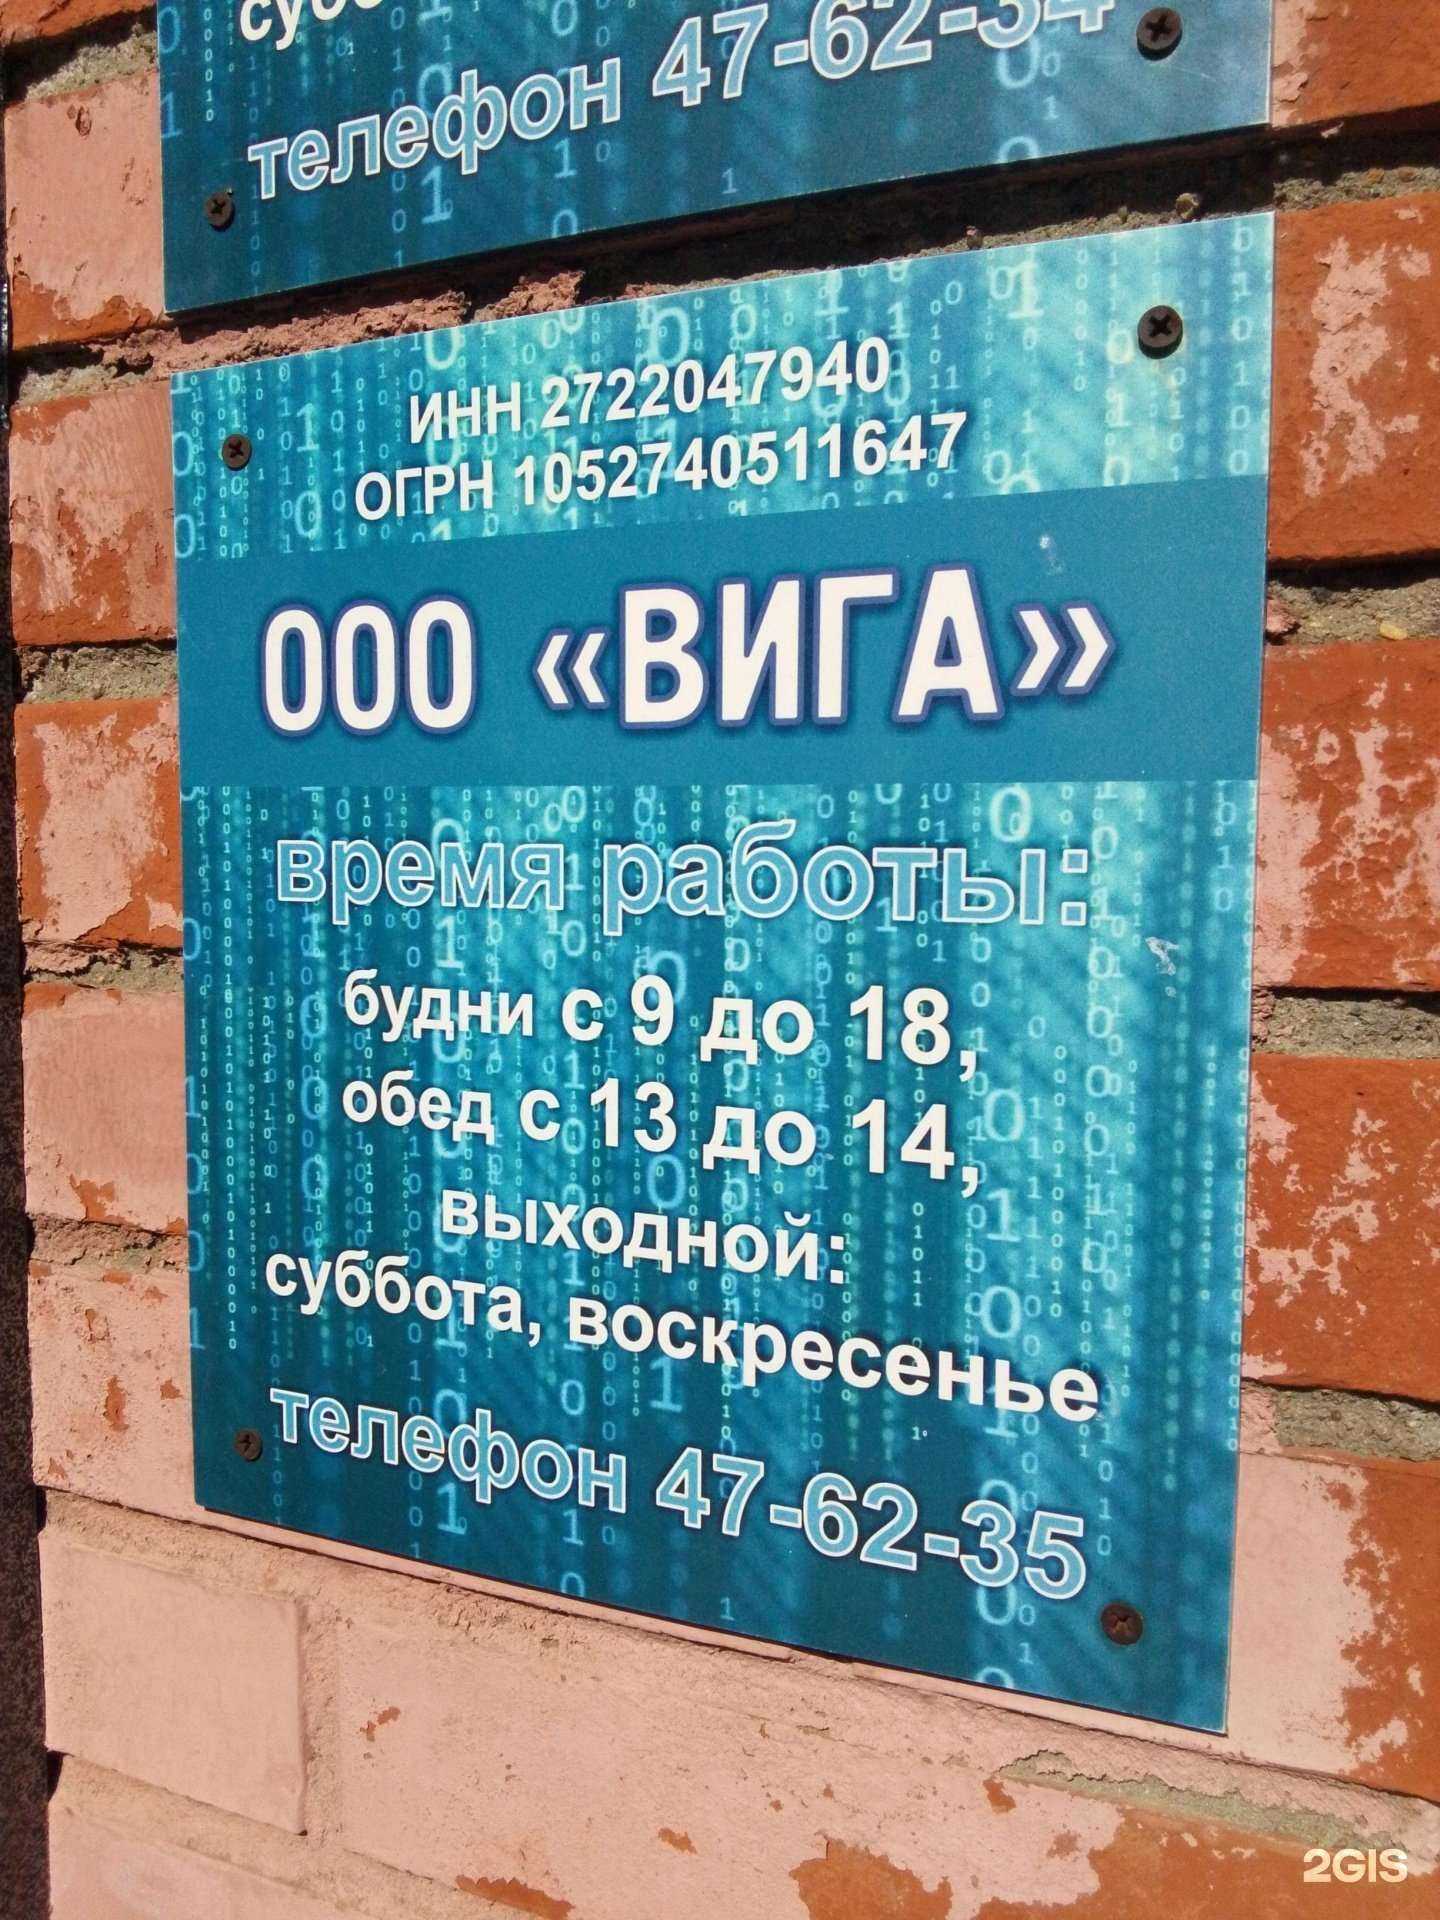 телефон 47-62-34
ИНН 2722047940
ОГРН 1052740511647
ООО «ВИГА»
время работы:
будни с 9 до 18,
обед с 13 до 14,
выходной:
суббота, воскресенье
телефон 47-62-35
2GIS